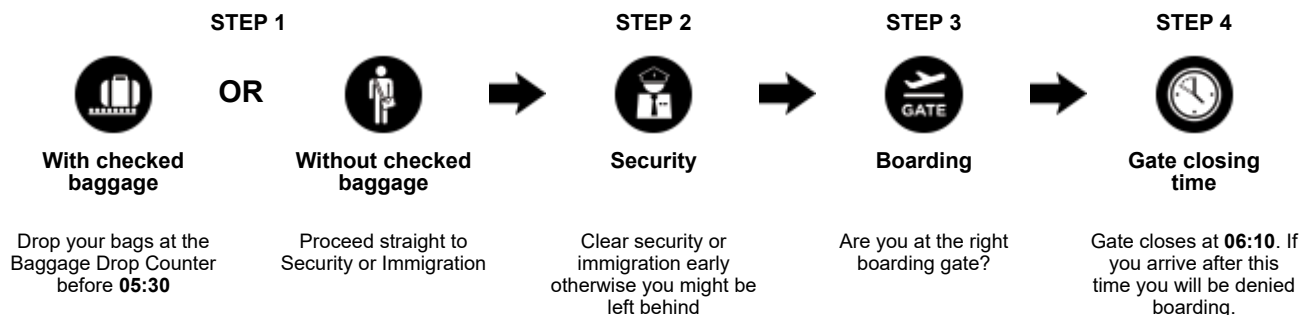 STEP 1
STEP 2
STEP 3
STEP 4
OR
GATE
With checked
baggage
Without checked
baggage
Security
Boarding
Gate closing
time
Drop your bags at the
Baggage Drop Counter
before 05:30
Proceed straight to
Security or Immigration
Clear security or
immigration early
otherwise you might be
left behind
Are you at the right
boarding gate?
Gate closes at 06:10. If
you arrive after this
time you will be denied
boarding.